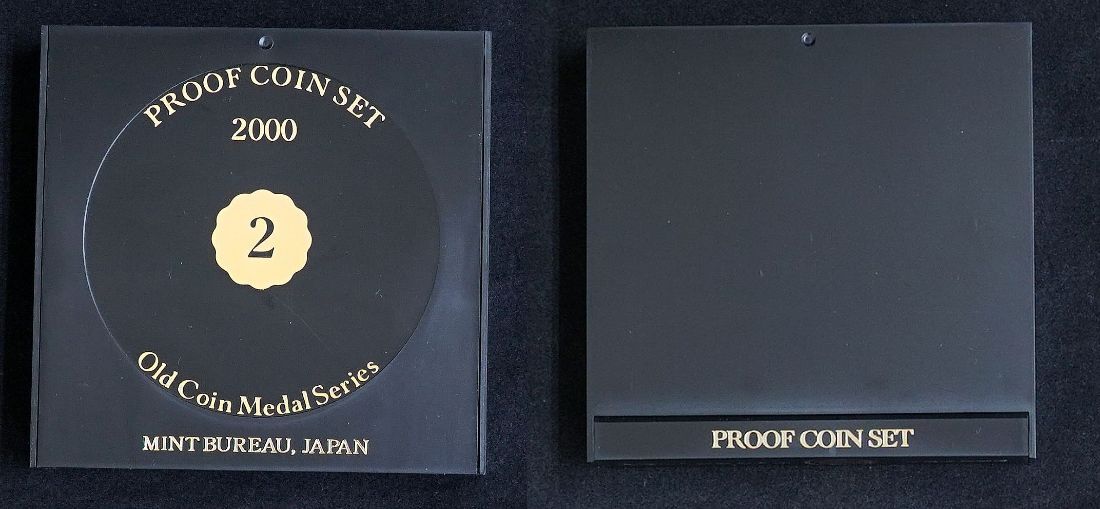 PROOF COIN SET
2000
2
Old Coin Medal Series
MINT BUREAU, JAPAN
PROOF COIN SET